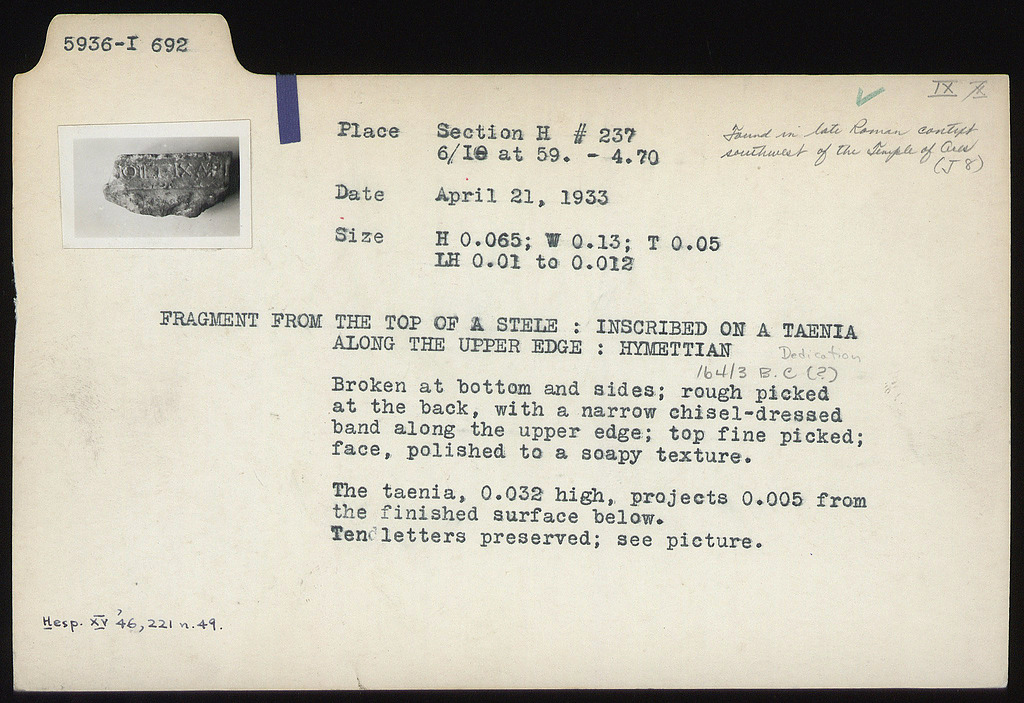 5936-I 692
IX /X
Place Section H # 237
6/10 at 59. - 4.70
Found in late Roman context
southwest of the Temple of Ares
(J 8)
Date April 21, 1933
Size H 0.065; W 0.13; T 0.05
LH 0.01 to 0.012
FRAGMENT FROM THE TOP OF A STELE : INSCRIBED ON A TAENIA
ALONG THE UPPER EDGE : HYMETTIAN
Dedication
164/3 B.C (?)
Broken at bottom and sides; rough picked
at the back, with a narrow chisel-dressed
band along the upper edge; top fine picked;
face, polished to a soapy texture.
The taenia, 0.032 high, projects 0.005 from
the finished surface below.
Ten letters preserved; see picture.
Hesp. XV '46, 221 n.49.